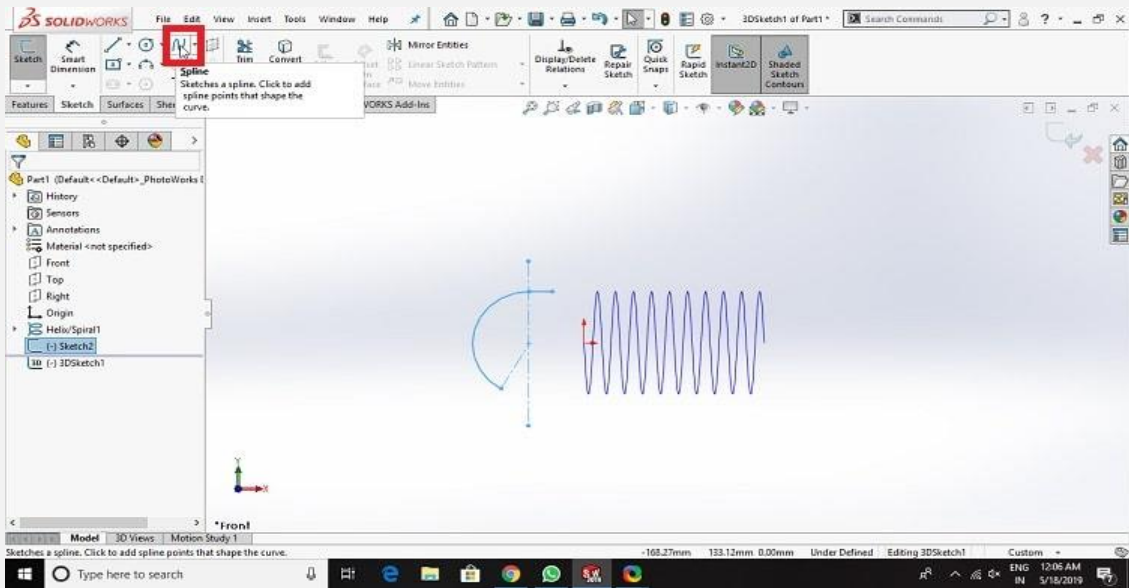 SOLIDWORKS File Edit View Insert Tools Window Help 3DSketch1 of Part1 * Search Commands ?
Sketch Smart Dimension Trim Convert Mirror Entities Linear Sketch Pattern Move Entities Display/Delete Relations Repair Sketch Quick Snaps Rapid Sketch Instant2D Shaded Sketch Contours
Spline
Sketches a spline. Click to add
spline points that shape the
curve.
Features Sketch Surfaces WORKS Add-Ins
Part1 (Default<<Default>_PhotoWorks
History
Sensors
Annotations
Material <not specified>
Front
Top
Right
Origin
Helix/Spiral1
(-) Sketch2
3D (-) 3DSketch1
Y
X
*Front
Model 3D Views Motion Study 1
Sketches a spline. Click to add spline points that shape the curve. -168.27mm 133.12mm 0.00mm Under Defined Editing 3DSketch1 Custom
Type here to search ENG 12:06 AM
IN 5/18/2019